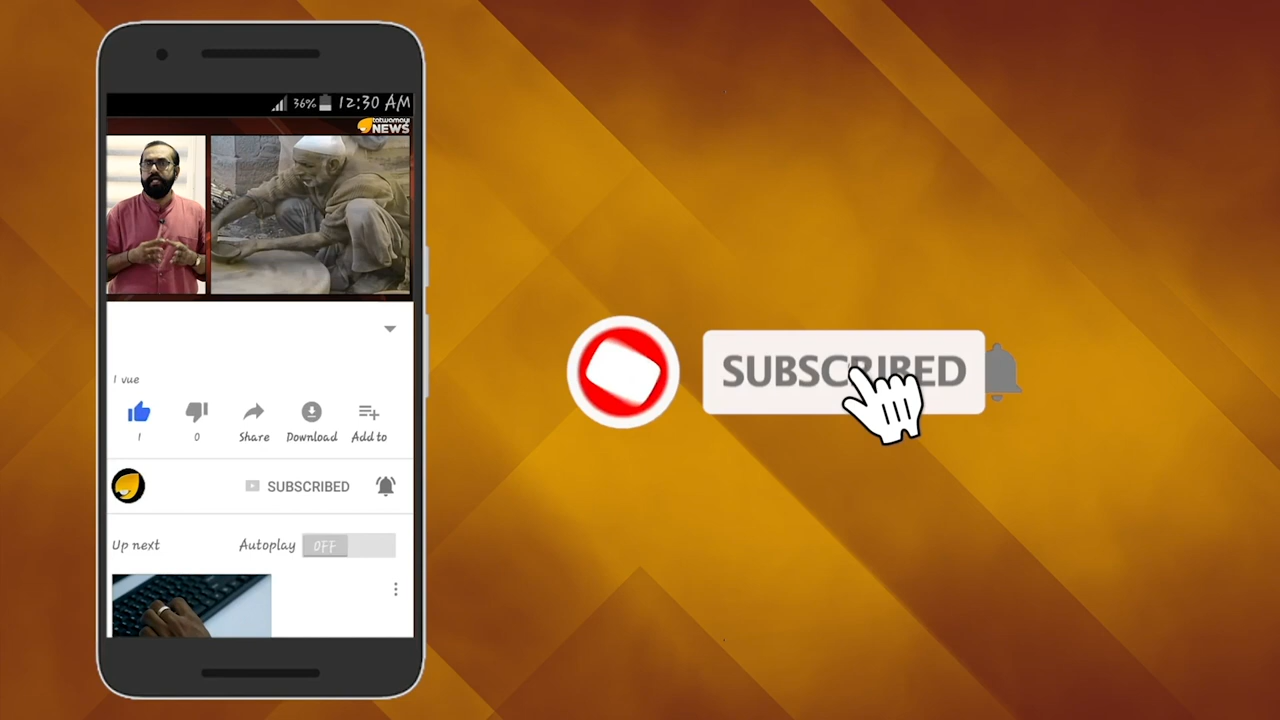 36% 12:30 AM
tatwamayi
NEWS
1 vue
1
0
Share
Download
Add to
SUBSCRIBED
Up next
Autoplay
OFF
SUBSCRIBED